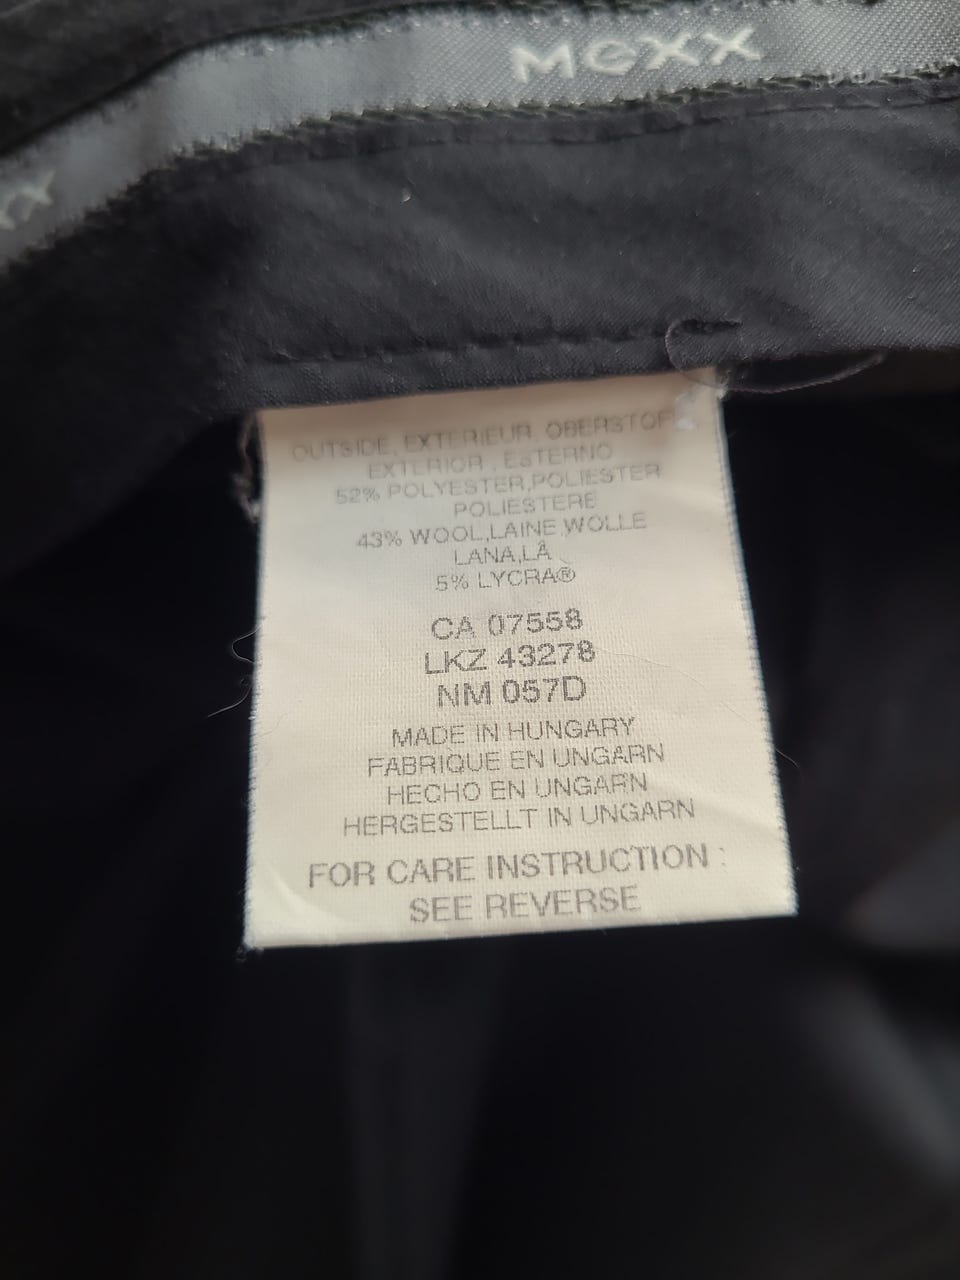 MEXX
XX
OUTSIDE, EXTERIEUR, OBERSTOFF
EXTERIOR, ESTERNO
52% POLYESTER,POLIESTER
POLIESTERE
43% WOOL,LAINE,WOLLE
LANA,LÂ
5% LYCRA®
CA 07558
LKZ 43278
NM 057D
MADE IN HUNGARY
FABRIQUE EN UNGARN
HECHO EN UNGARN
HERGESTELLT IN UNGARN
FOR CARE INSTRUCTION :
SEE REVERSE